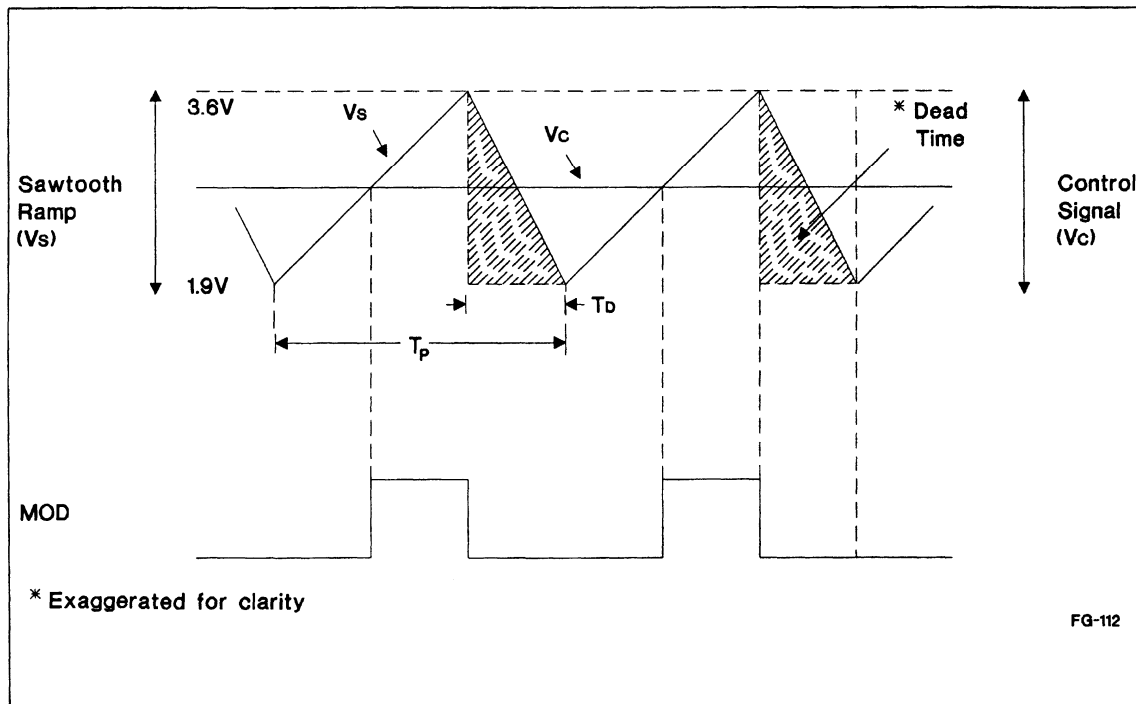 3.6V
Vs
Vc
* Dead
Time
Sawtooth
Ramp
(Vs)
Control
Signal
(Vc)
1.9V
TD
Tp
MOD
* Exaggerated for clarity
FG-112